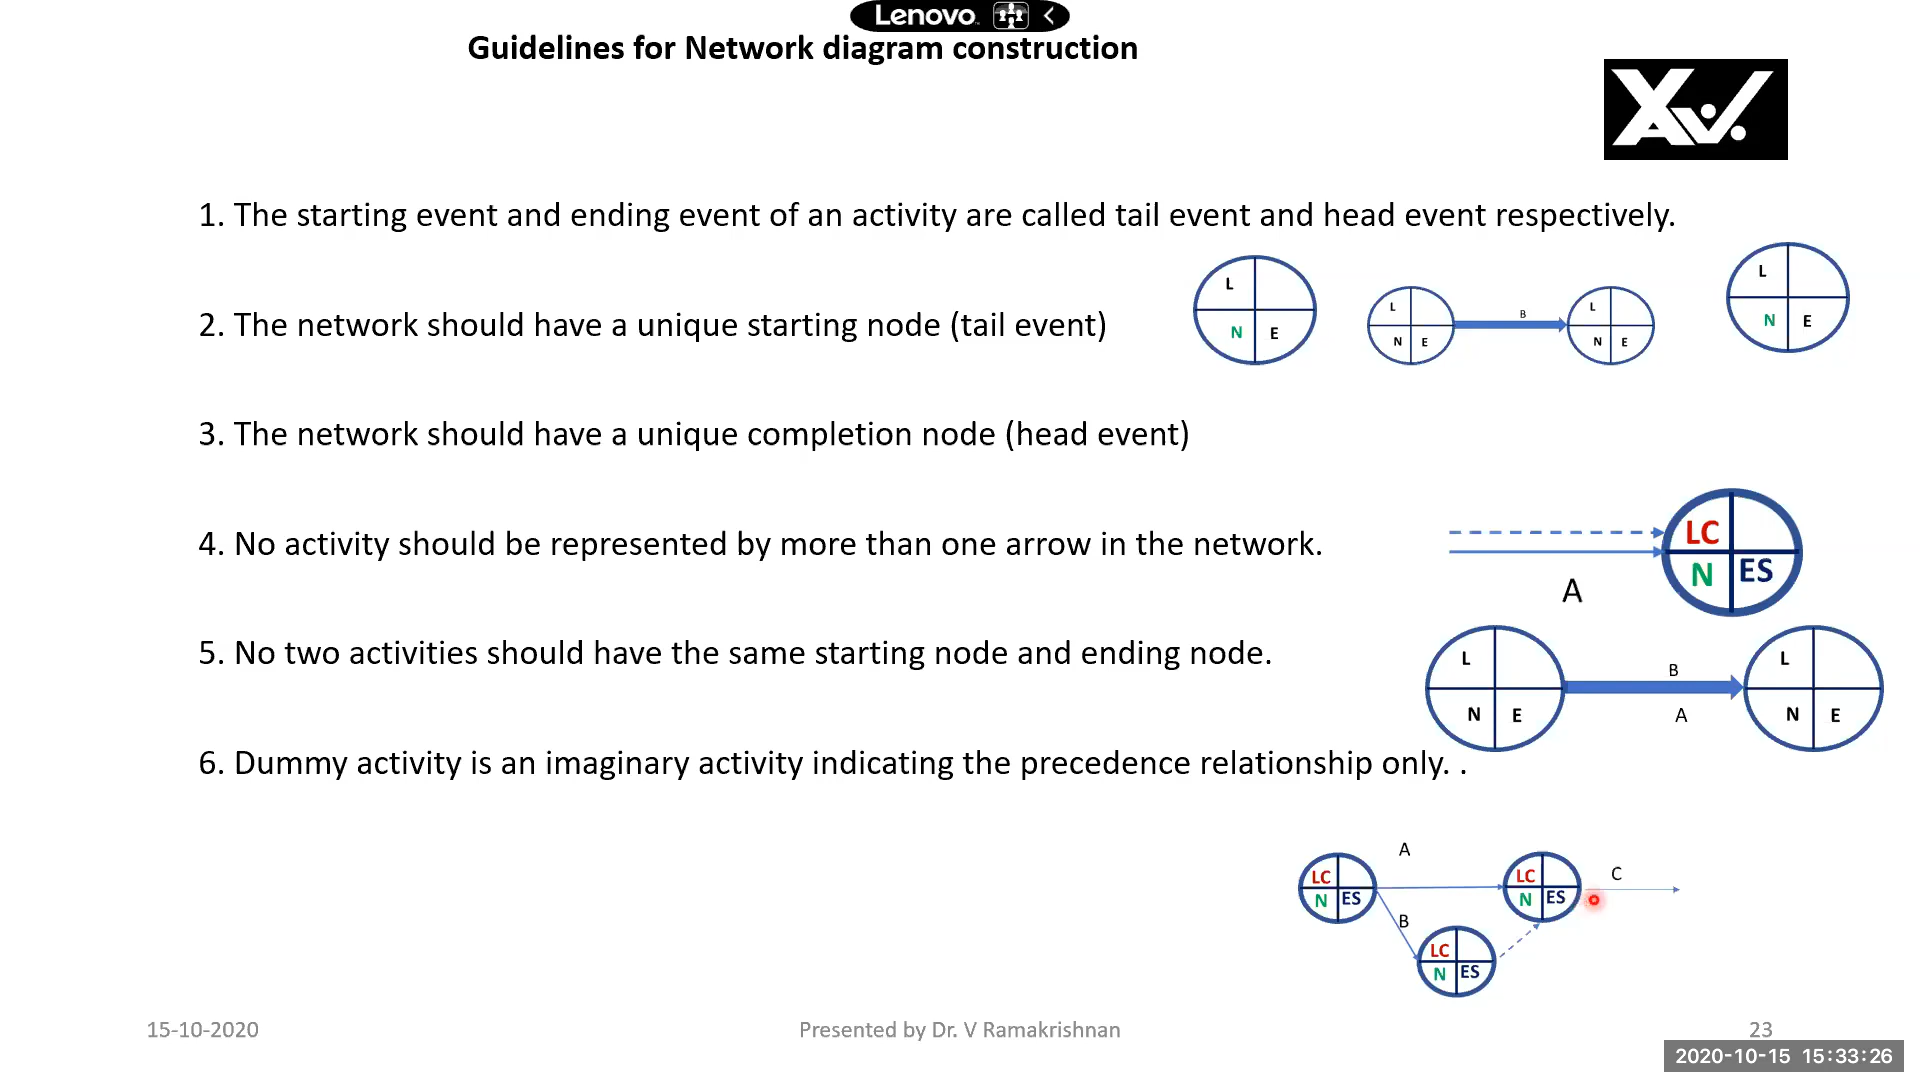 Lenovo
Guidelines for Network diagram construction
XAV.
1. The starting event and ending event of an activity are called tail event and head event respectively.
L
N E
L
N E
B
L
N E
L
N E
2. The network should have a unique starting node (tail event)
3. The network should have a unique completion node (head event)
4. No activity should be represented by more than one arrow in the network.
LC
N ES
A
5. No two activities should have the same starting node and ending node.
L
N E
B
A
L
N E
6. Dummy activity is an imaginary activity indicating the precedence relationship only. .
A
LC
N ES
LC
N ES
C
B
LC
N ES
15-10-2020
Presented by Dr. V Ramakrishnan
23
2020-10-15 15:33:26